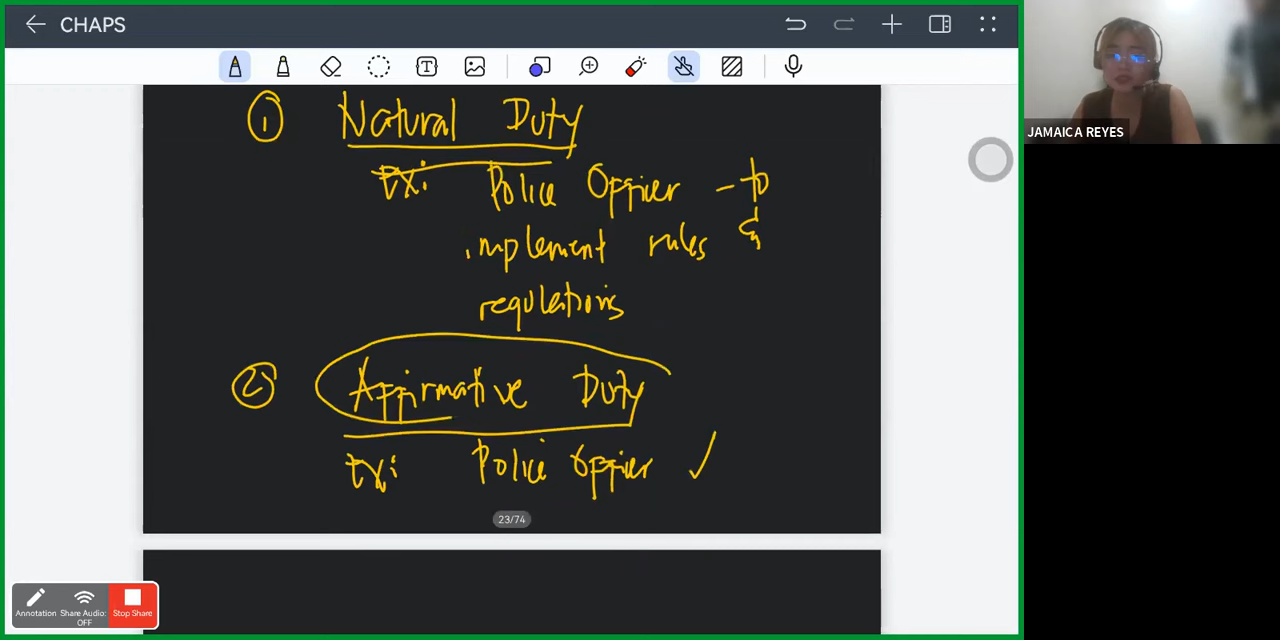 CHAPS
JAMAICA REYES
1 Natural Duty
Ex: Police Officer - to
implement rules &
regulations
2 Affirmative Duty
Ex: Police Officer ✓
23/74
Annotation
Share Audio: OFF
Stop Share